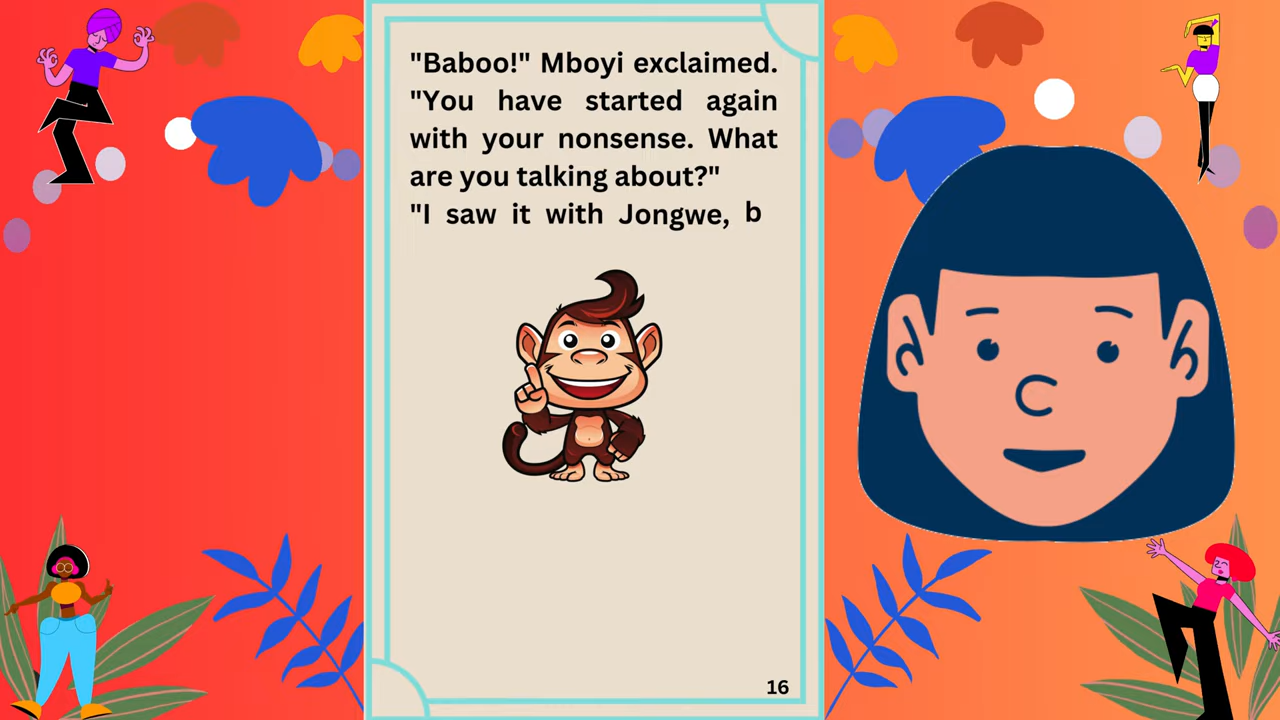 "Baboo!" Mboyi exclaimed.
"You have started again
with your nonsense. What
are you talking about?"
"I saw it with Jongwe, b
16